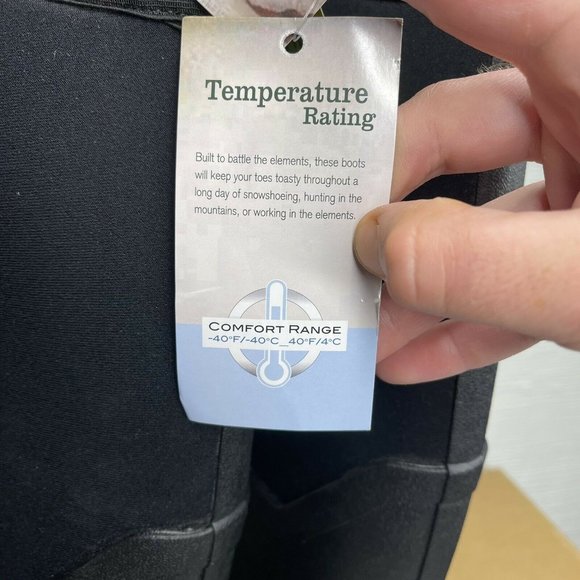 Temperature
Rating
Built to battle the elements, these boots
will keep your toes toasty throughout a
long day of snowshoeing, hunting in the
mountains, or working in the elements.
COMFORT RANGE
-40°F/-40°C_40°F/4°C